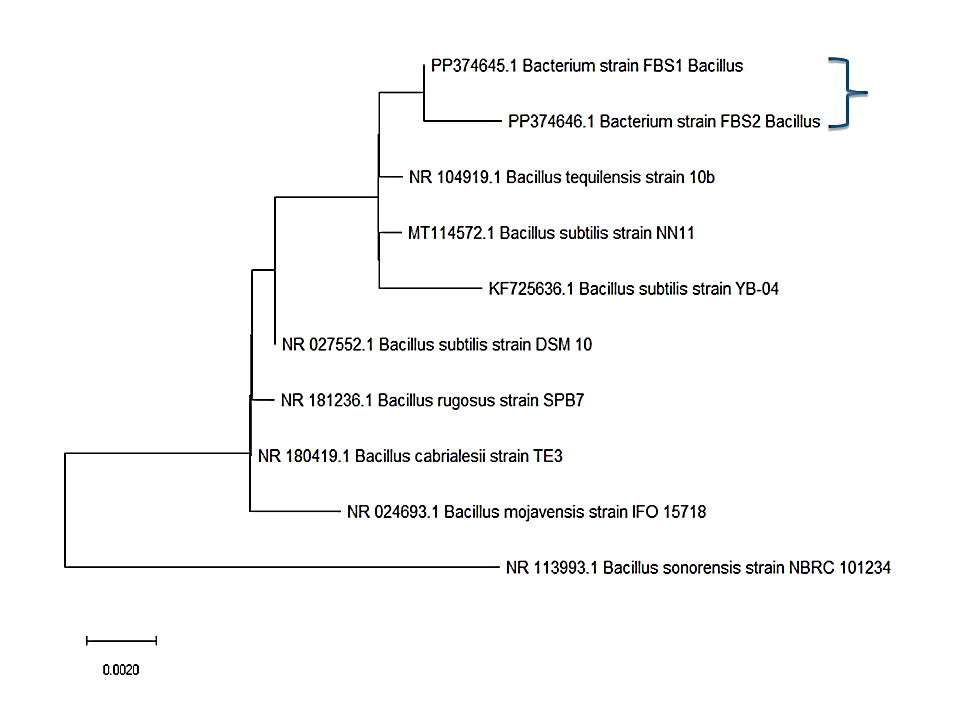 PP374645.1 Bacterium strain FBS1 Bacillus
PP374646.1 Bacterium strain FBS2 Bacillus
NR 104919.1 Bacillus tequilensis strain 10b
MT114572.1 Bacillus subtilis strain NN11
KF725636.1 Bacillus subtilis strain YB-04
NR 027552.1 Bacillus subtilis strain DSM 10
NR 181236.1 Bacillus rugosus strain SPB7
NR 180419.1 Bacillus cabrialesii strain TE3
NR 024693.1 Bacillus mojavensis strain IFO 15718
NR 113993.1 Bacillus sonorensis strain NBRC 101234
0.0020